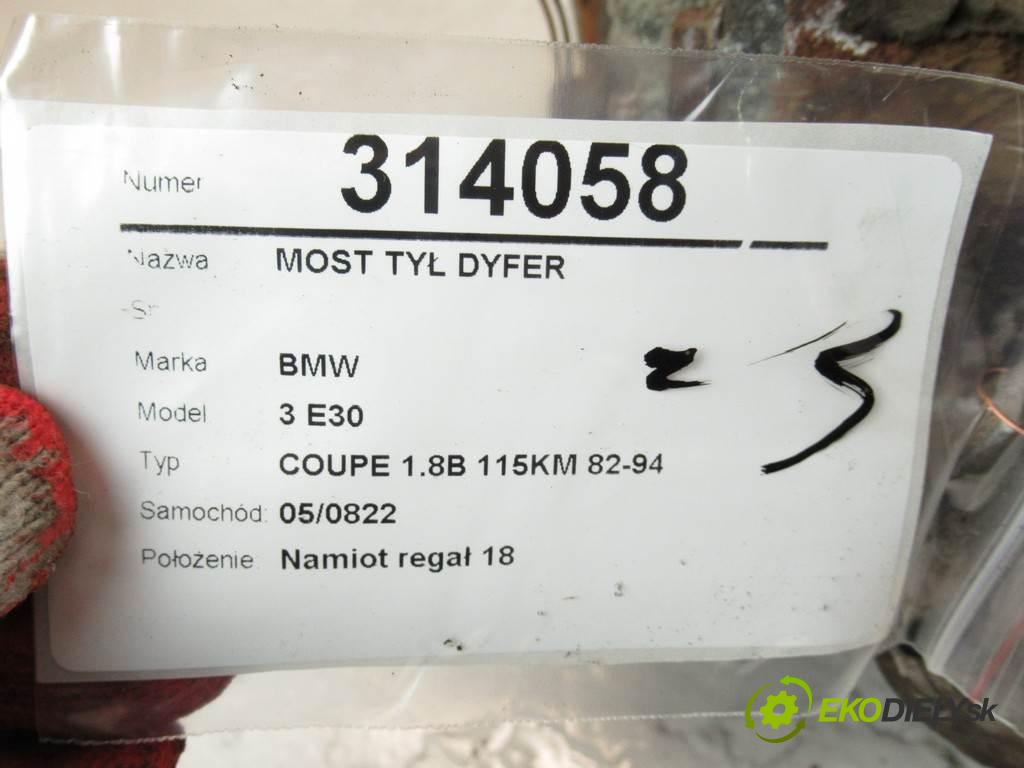 Numer 314058
Nazwa MOST TYŁ DYFER
Marka BMW
Model 3 E30
Typ COUPE 1.8B 115KM 82-94
Samochód: 05/0822
Położenie: Namiot regał 18
EKODIELY.sk